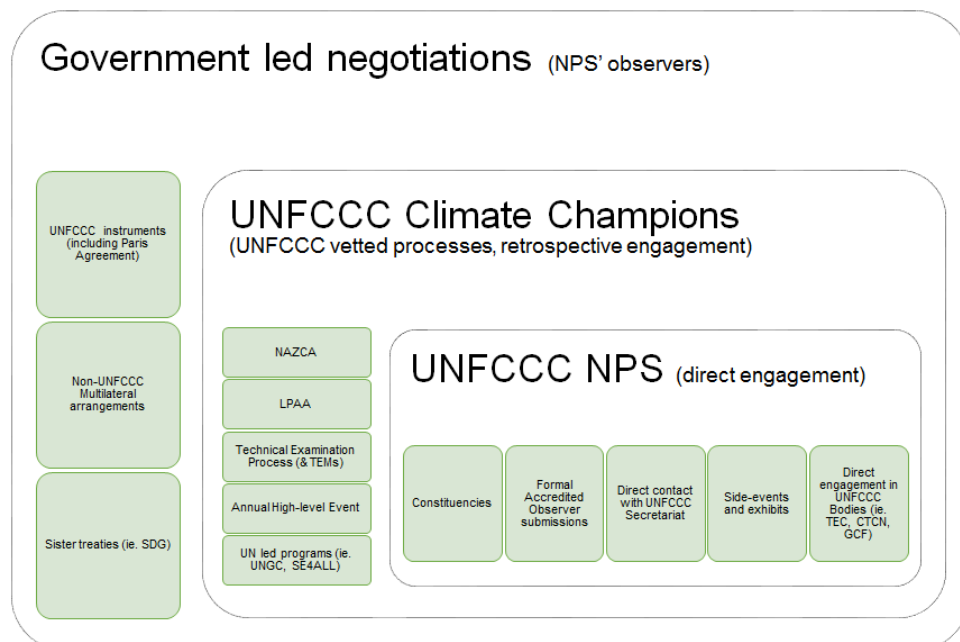 Government led negotiations (NPS' observers)
UNFCCC instruments
(including Paris
Agreement)
Non-UNFCCC
Multilateral
arrangements
Sister treaties (ie. SDG)
UNFCCC Climate Champions
(UNFCCC vetted processes, retrospective engagement)
NAZCA
LPAA
Technical Examination
Process (& TEMs)
Annual High-level Event
UN led programs (ie.
UNGC, SE4ALL)
UNFCCC NPS (direct engagement)
Constituencies
Formal
Accredited
Observer
submissions
Direct contact
with UNFCCC
Secretariat
Side-events
and exhibits
Direct
engagement in
UNFCCC
Bodies (ie.
TEC, CTCN,
GCF)